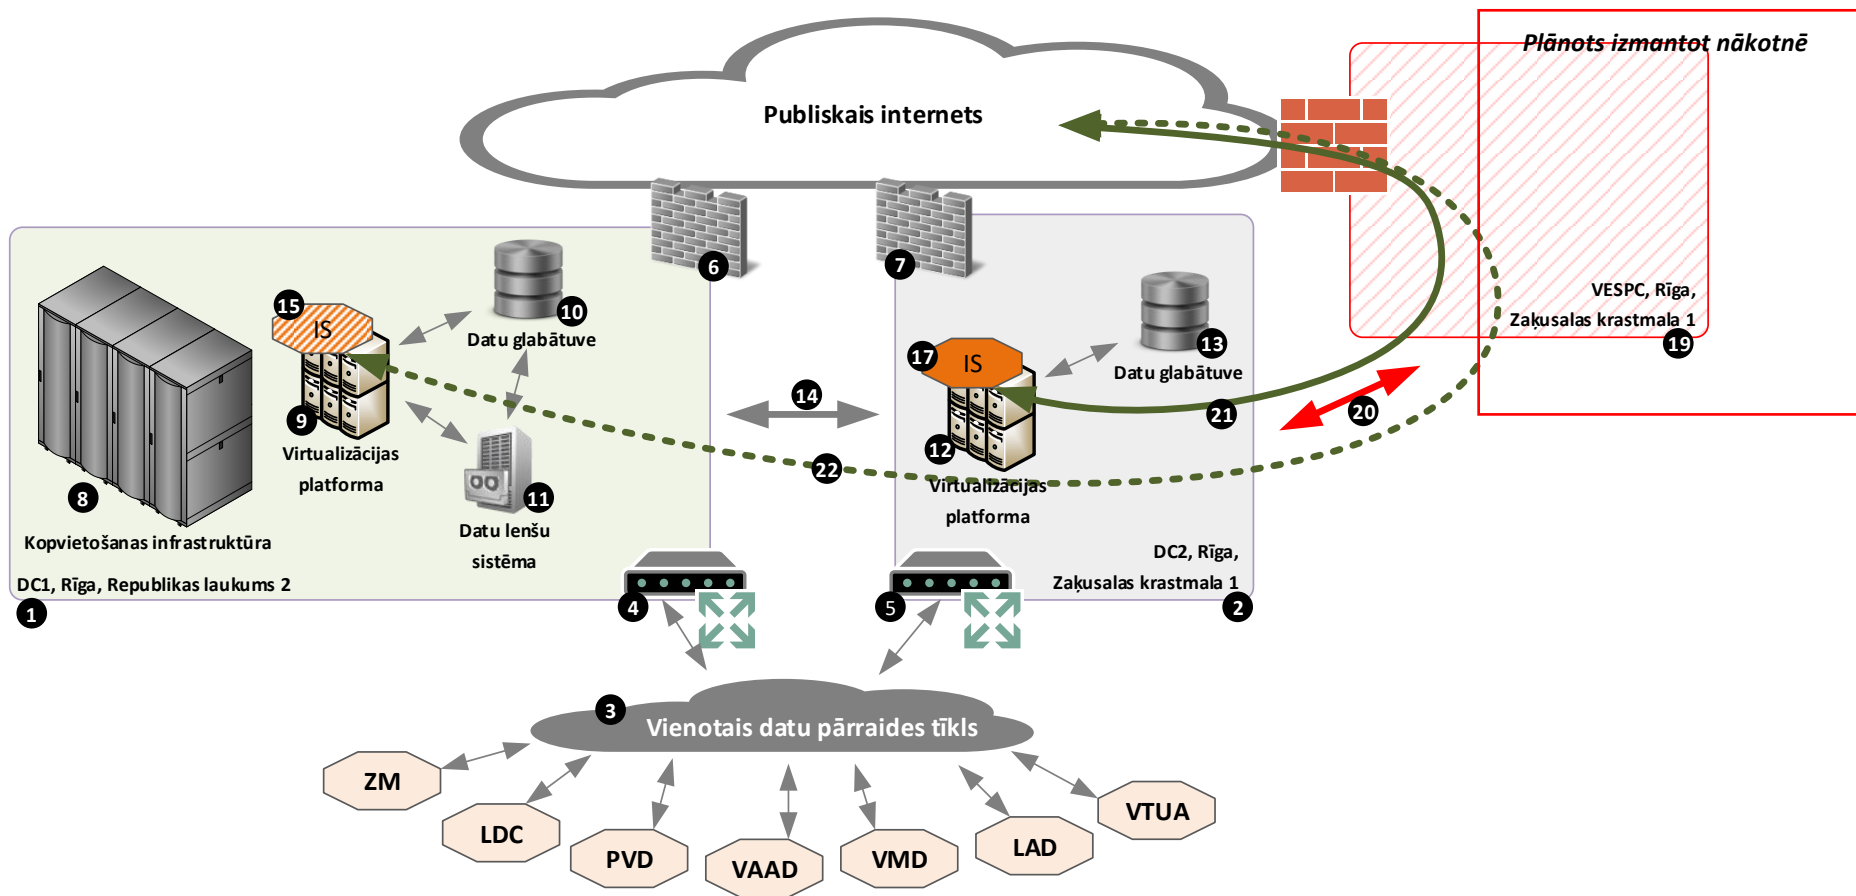 Plānots izmantot nākotnē
Publiskais internets
6
7
15
IS
10
Datu glabātuve
9
Virtualizācijas
platforma
8
Kopvietošanas infrastruktūra
11
Datu lenšu
sistēma
DC1, Rīga, Republikas laukums 2
1
14
22
17
IS
13
Datu glabātuve
12
Virtualizācijas
platforma
21
20
VESPC, Rīga,
Zaķusalas krastmala 1
19
DC2, Rīga,
Zaķusalas krastmala 1
2
4
5
3
Vienotais datu pārraides tīkls
ZM
LDC
PVD
VAAD
VMD
LAD
VTUA